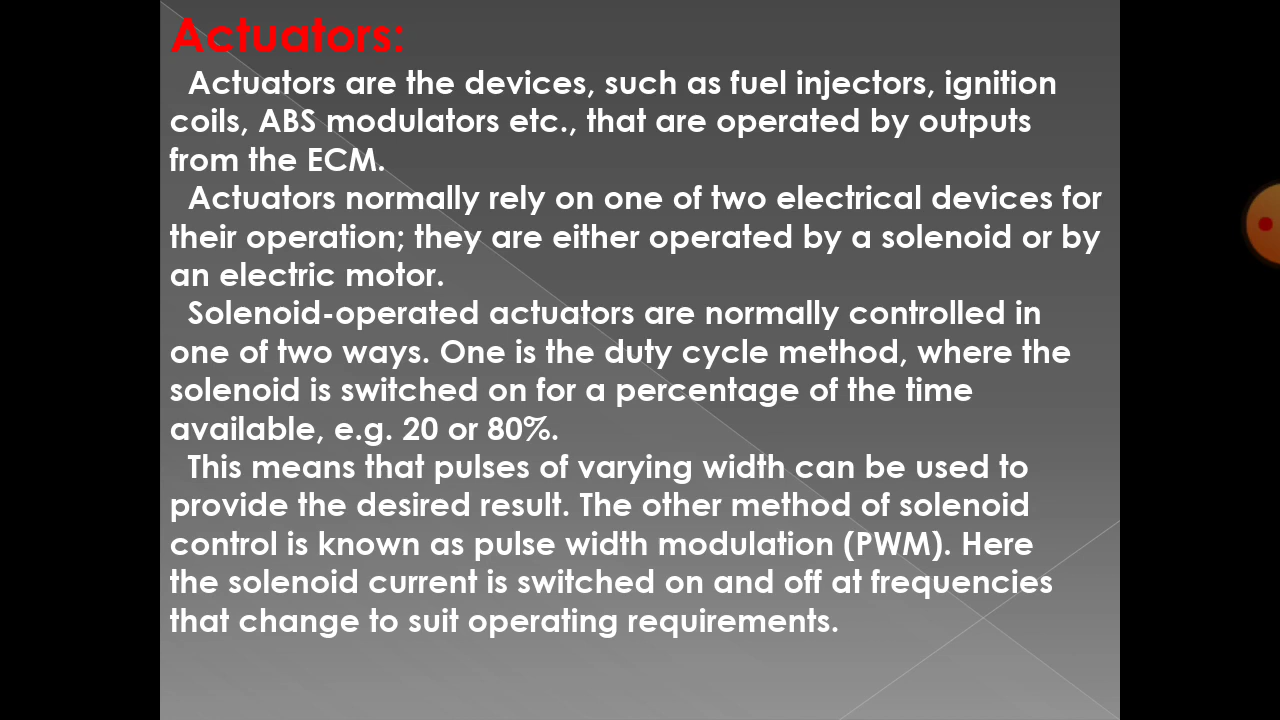 Actuators:
Actuators are the devices, such as fuel injectors, ignition
coils, ABS modulators etc., that are operated by outputs
from the ECM.
Actuators normally rely on one of two electrical devices for
their operation; they are either operated by a solenoid or by
an electric motor.
Solenoid-operated actuators are normally controlled in
one of two ways. One is the duty cycle method, where the
solenoid is switched on for a percentage of the time
available, e.g. 20 or 80%.
This means that pulses of varying width can be used to
provide the desired result. The other method of solenoid
control is known as pulse width modulation (PWM). Here
the solenoid current is switched on and off at frequencies
that change to suit operating requirements.